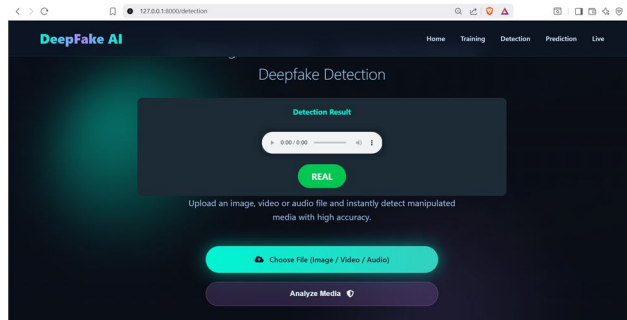 127.0.0.1:8000/detection
DeepFake AI
Home Training Detection Prediction Live
Deepfake Detection
Detection Result
0:00 / 0:00
REAL
Upload an image, video or audio file and instantly detect manipulated
media with high accuracy.
Choose File (Image / Video / Audio)
Analyze Media